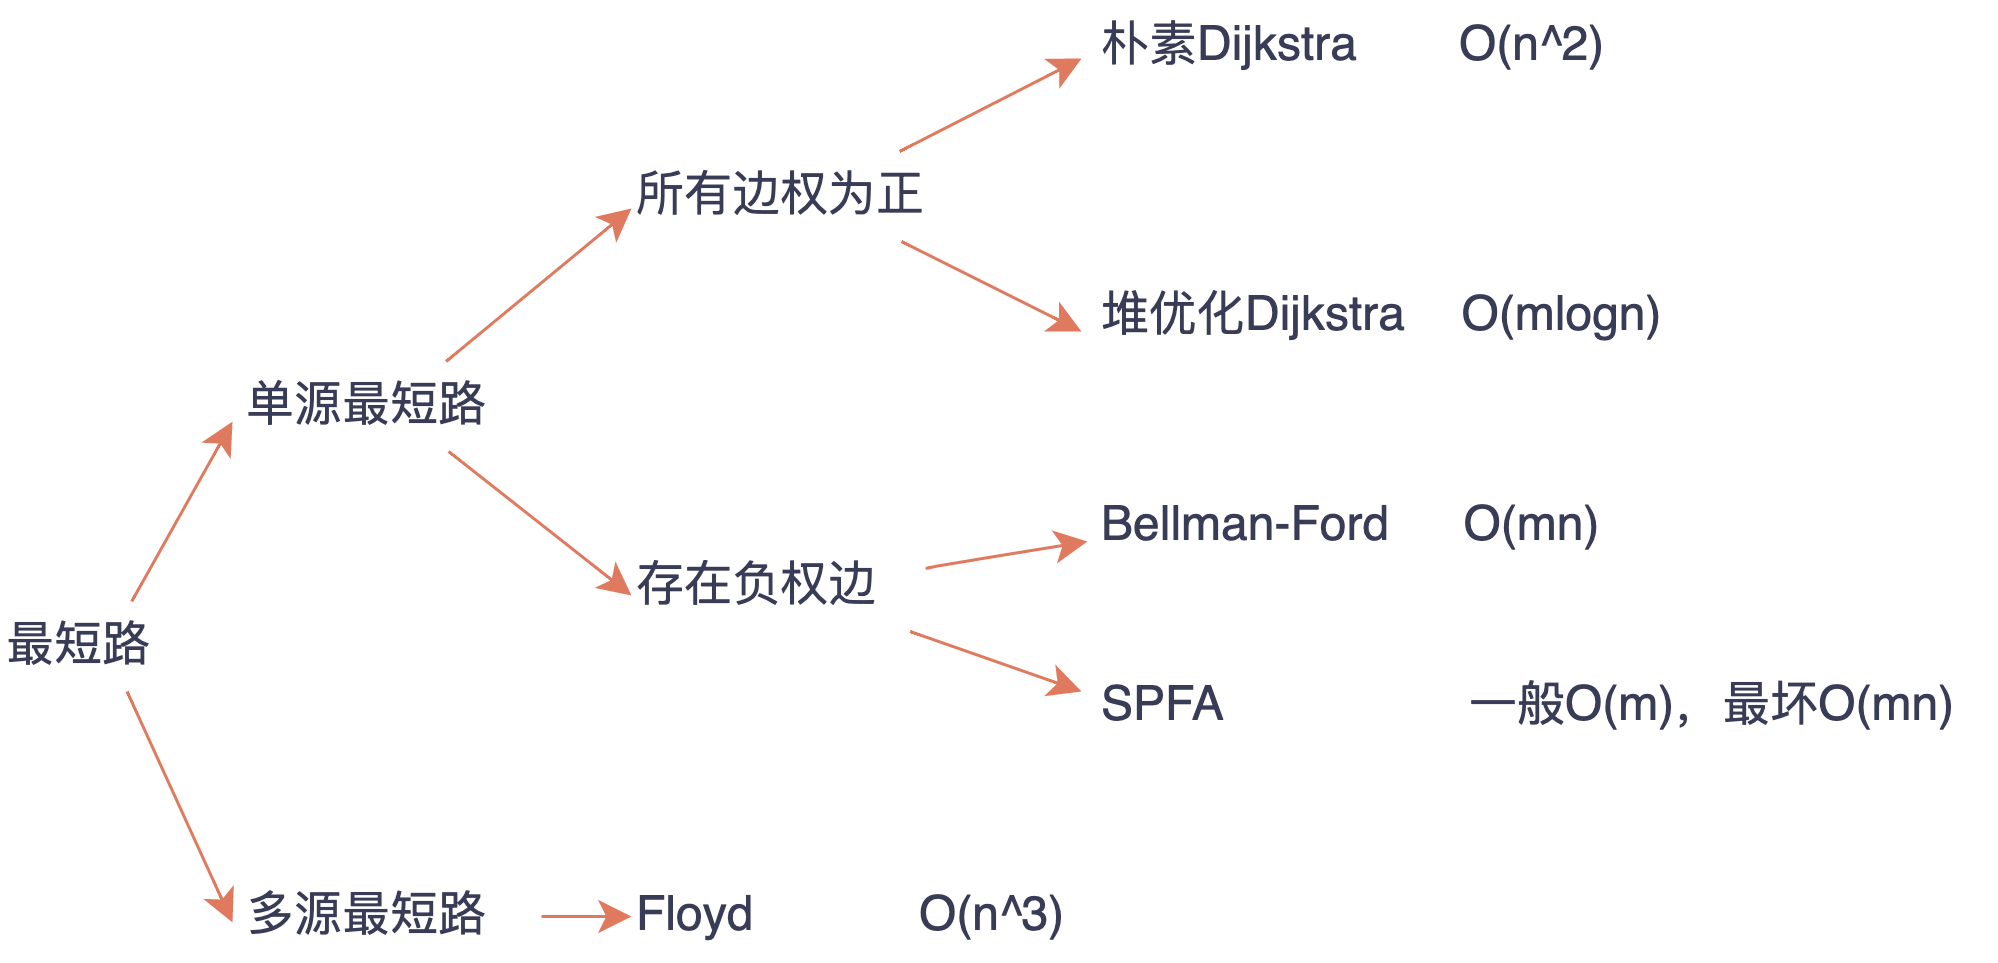 朴素Dijkstra O(n^2)
所有边权为正
堆优化Dijkstra O(mlogn)
单源最短路
Bellman-Ford O(mn)
存在负权边
最短路
SPFA 一般O(m)，最坏O(mn)
多源最短路 Floyd O(n^3)